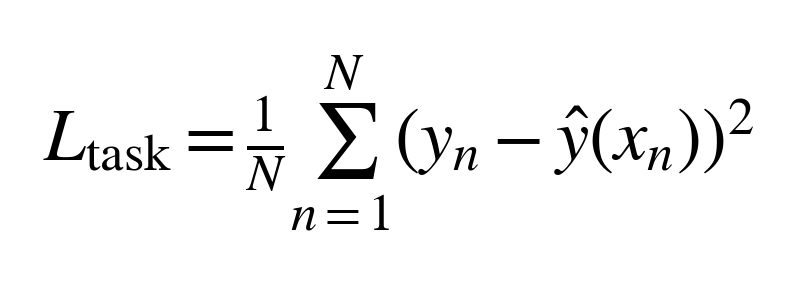 L_task = 1/N ∑_{n=1}^{N} (y_n − ŷ(x_n))²